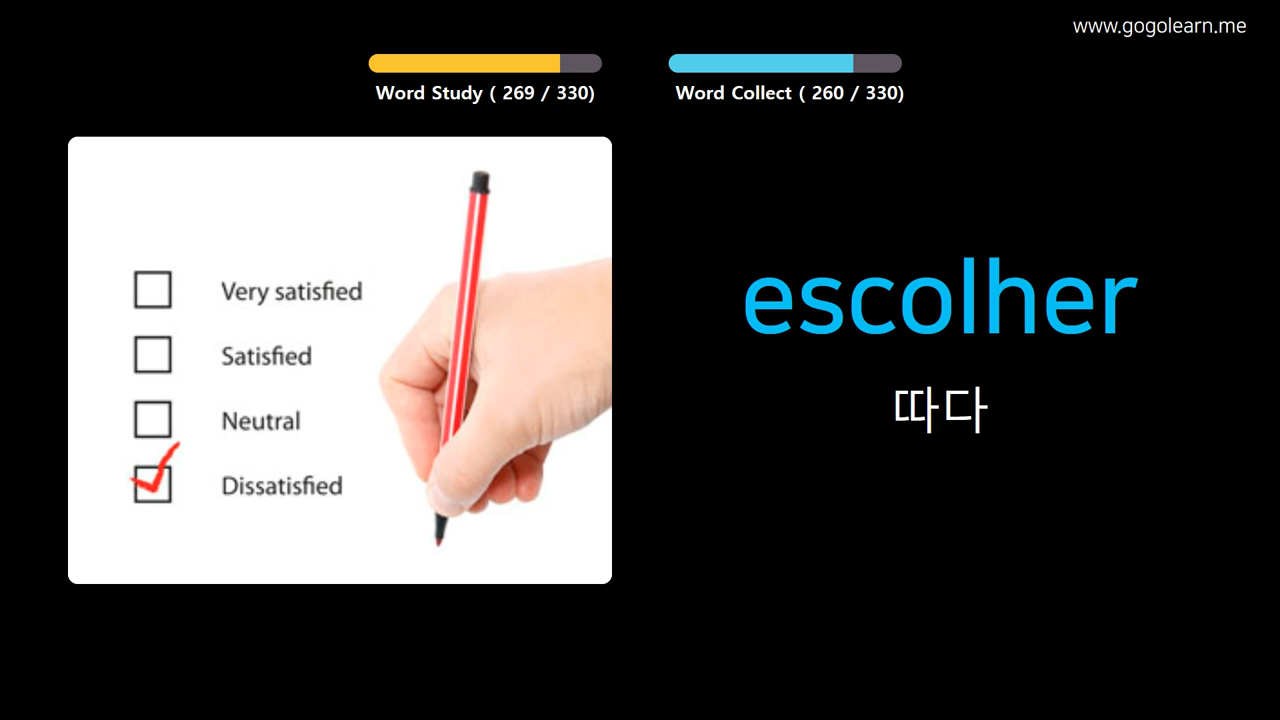 www.gogolearn.me
Word Study ( 269 / 330)
Word Collect ( 260 / 330)
Very satisfied
Satisfied
Neutral
Dissatisfied
escolher
따다